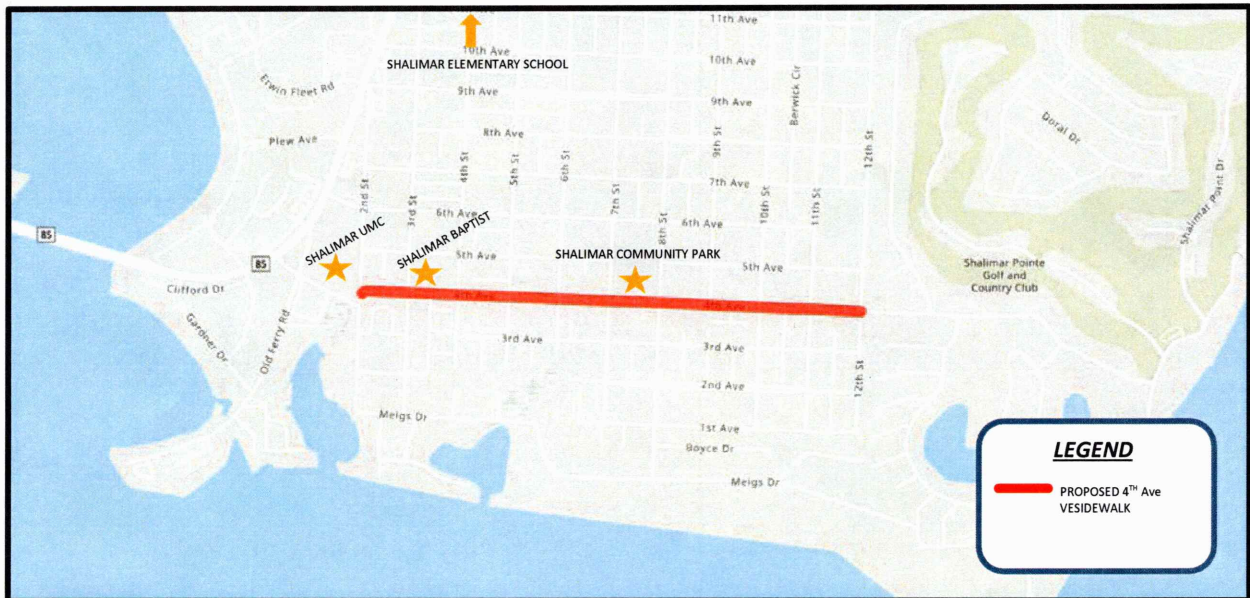 11th Ave
10th Ave
SHALIMAR ELEMENTARY SCHOOL
10th Ave
Erwin Fleet Rd
9th Ave
9th Ave
Berwick Cir
Doral Dr
Plew Ave
8th Ave
9th St
12th St
4th St
5th St
6th St
2nd St
3rd St
7th St
7th Ave
10th St
11th St
Shalimar Point Dr
6th Ave
8th St
6th Ave
85
SHALIMAR UMC
SHALIMAR BAPTIST
SHALIMAR COMMUNITY PARK
85
5th Ave
5th Ave
Shalimar Pointe
Golf and
Country Club
Clifford Dr
4th Ave
4th Ave
Gardner Dr
Old Ferry Rd
3rd Ave
3rd Ave
2nd Ave
12th St
Meigs Dr
1st Ave
Boyce Dr
Meigs Dr
LEGEND
PROPOSED 4TH Ave
VESIDEWALK